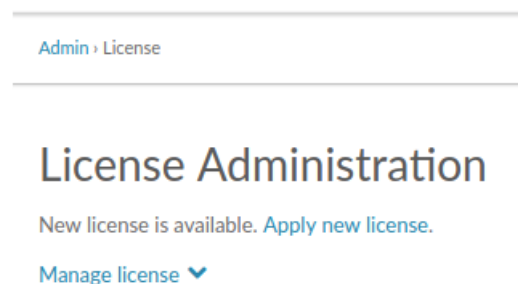 Admin › License
License Administration
New license is available. Apply new license.
Manage license